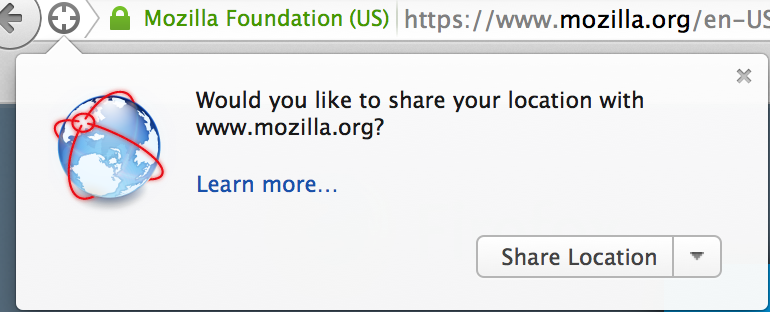 Mozilla Foundation (US) https://www.mozilla.org/en-US
Would you like to share your location with
www.mozilla.org?
Learn more…
Share Location